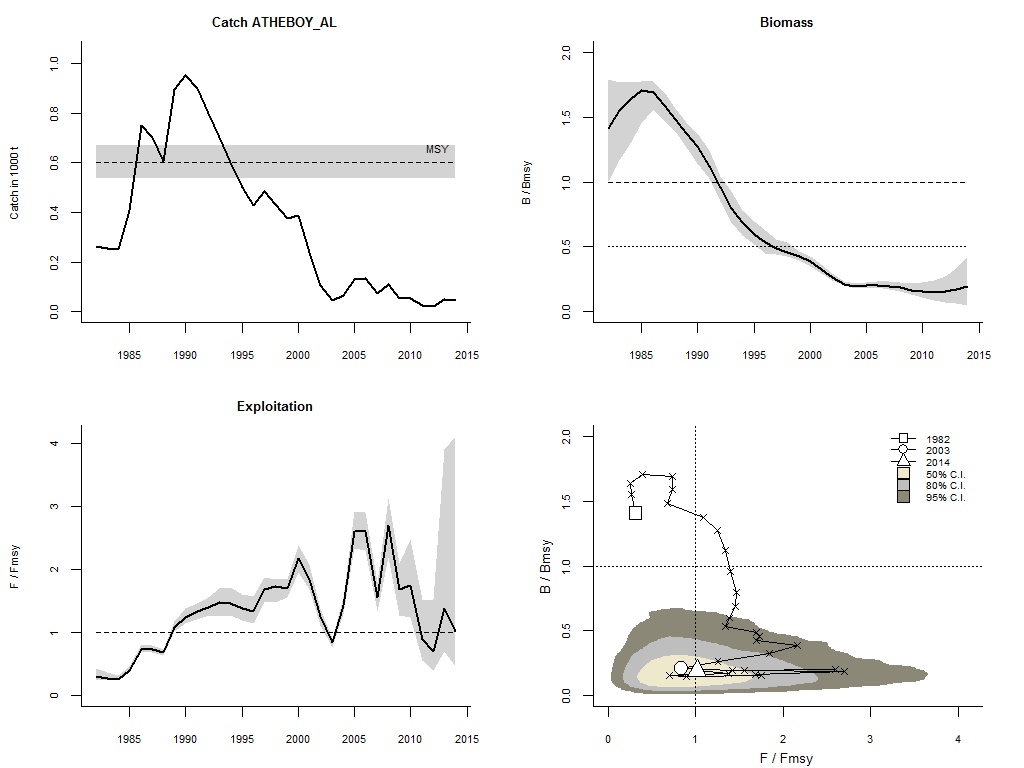 Catch ATHEBOY_AL
Catch in 1000 t
1.0
0.8
0.6
0.4
0.2
0.0
MSY
1985 1990 1995 2000 2005 2010 2015
Biomass
B / Bmsy
2.0
1.5
1.0
0.5
0.0
1985 1990 1995 2000 2005 2010 2015
Exploitation
F / Fmsy
4
3
2
1
0
1985 1990 1995 2000 2005 2010 2015
B / Bmsy
2.0
1.5
1.0
0.5
0.0
1982
2003
2014
50% C.I.
80% C.I.
95% C.I.
0 1 2 3 4
F / Fmsy